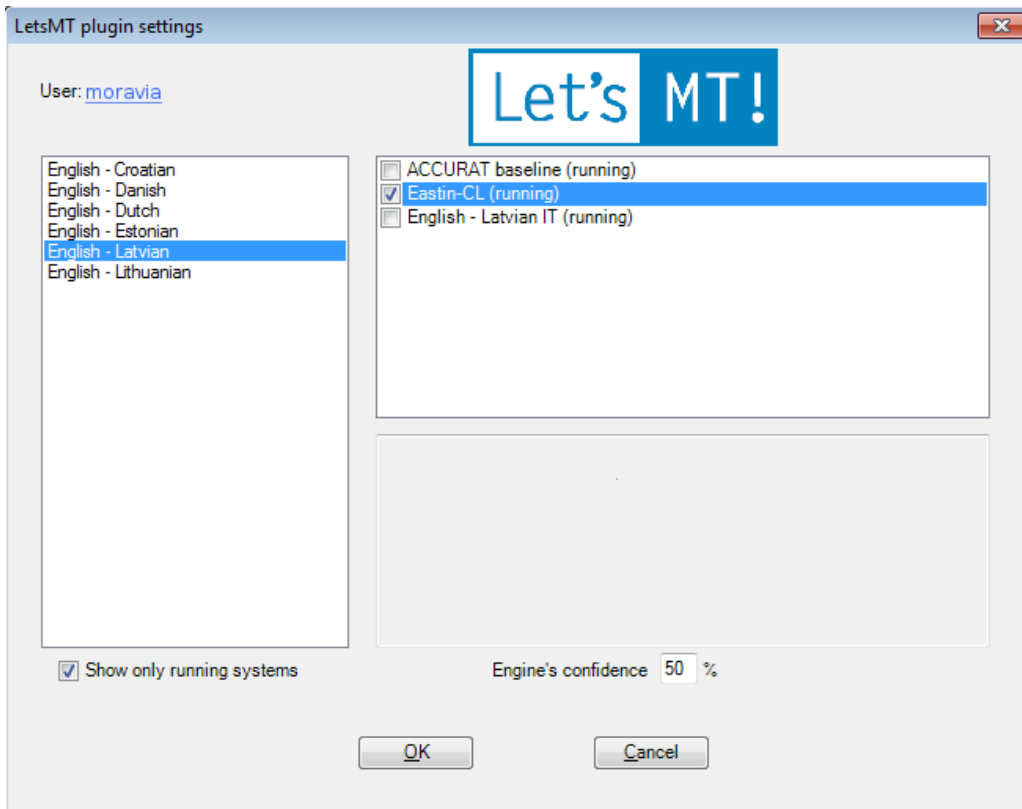 LetsMT plugin settings
User: moravia
Let's MT!
English - Croatian
English - Danish
English - Dutch
English - Estonian
English - Latvian
English - Lithuanian
ACCURAT baseline (running)
Eastin-CL (running)
English - Latvian IT (running)
Show only running systems
Engine's confidence 50 %
OK
Cancel